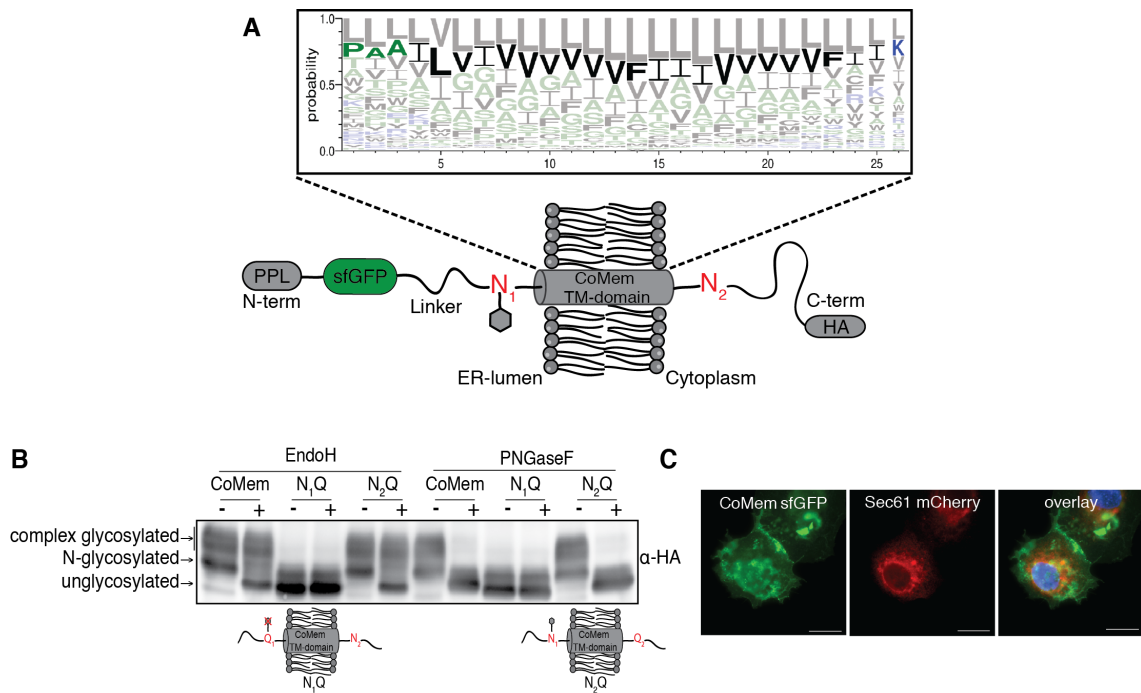 A
probability
1.0
0.5
0.0
5
10
15
20
25
PPL
N-term
sfGFP
Linker
N1
CoMem
TM-domain
N2
C-term
HA
ER-lumen
Cytoplasm
B
EndoH
PNGaseF
CoMem N1Q N2Q CoMem N1Q N2Q
- + - + - + - + - + - +
complex glycosylated
N-glycosylated
unglycosylated
α-HA
Q1
CoMem
TM-domain
N2
N1Q
N1
CoMem
TM-domain
Q2
N2Q
C
CoMem sfGFP
Sec61 mCherry
overlay